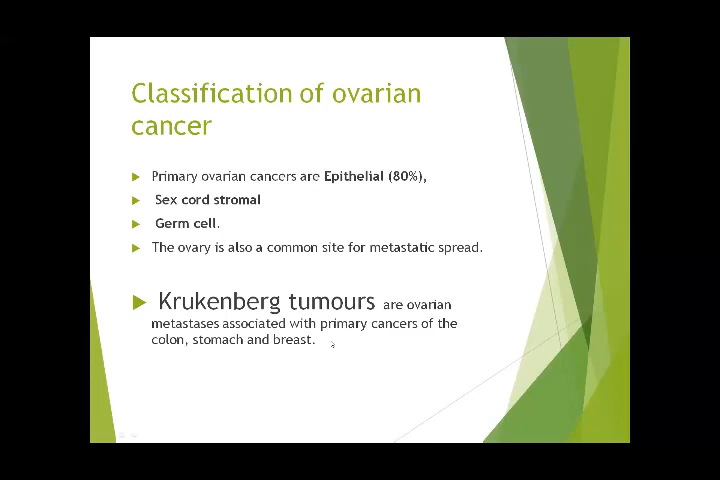 Classification of ovarian
cancer
Primary ovarian cancers are Epithelial (80%),
Sex cord stromal
Germ cell.
The ovary is also a common site for metastatic spread.
Krukenberg tumours are ovarian
metastases associated with primary cancers of the
colon, stomach and breast.